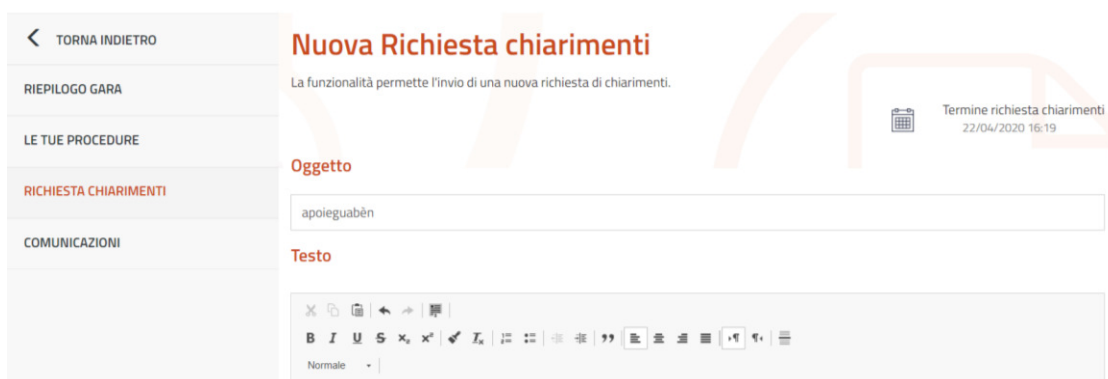 TORNA INDIETRO
RIEPILOGO GARA
LE TUE PROCEDURE
RICHIESTA CHIARIMENTI
COMUNICAZIONI
Nuova Richiesta chiarimenti
La funzionalità permette l'invio di una nuova richiesta di chiarimenti.
Termine richiesta chiarimenti
22/04/2020 16:19
Oggetto
apoieguabèn
Testo
Normale